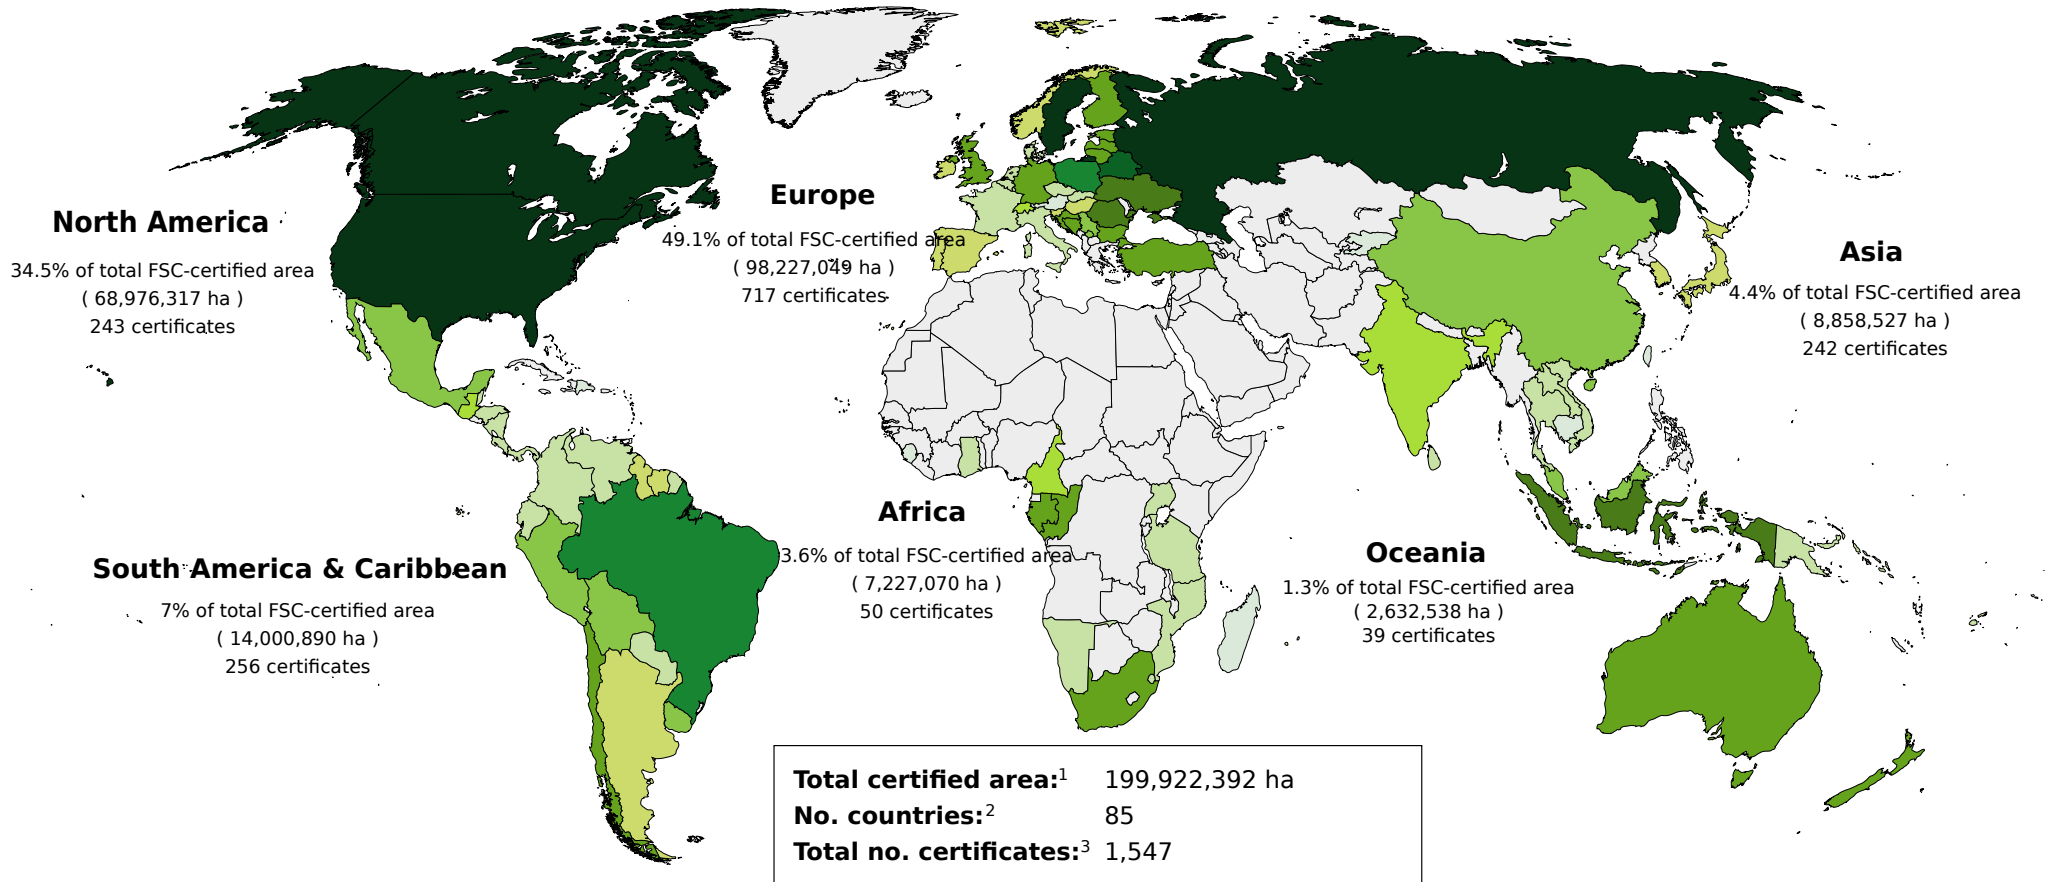 North America
34.5% of total FSC-certified area
( 68,976,317 ha )
243 certificates
Europe
49.1% of total FSC-certified area
( 98,227,049 ha )
717 certificates
Asia
4.4% of total FSC-certified area
( 8,858,527 ha )
242 certificates
South America & Caribbean
7% of total FSC-certified area
( 14,000,890 ha )
256 certificates
Africa
3.6% of total FSC-certified area
( 7,227,070 ha )
50 certificates
Oceania
1.3% of total FSC-certified area
( 2,632,538 ha )
39 certificates
Total certified area:¹ 199,922,392 ha
No. countries:² 85
Total no. certificates:³ 1,547